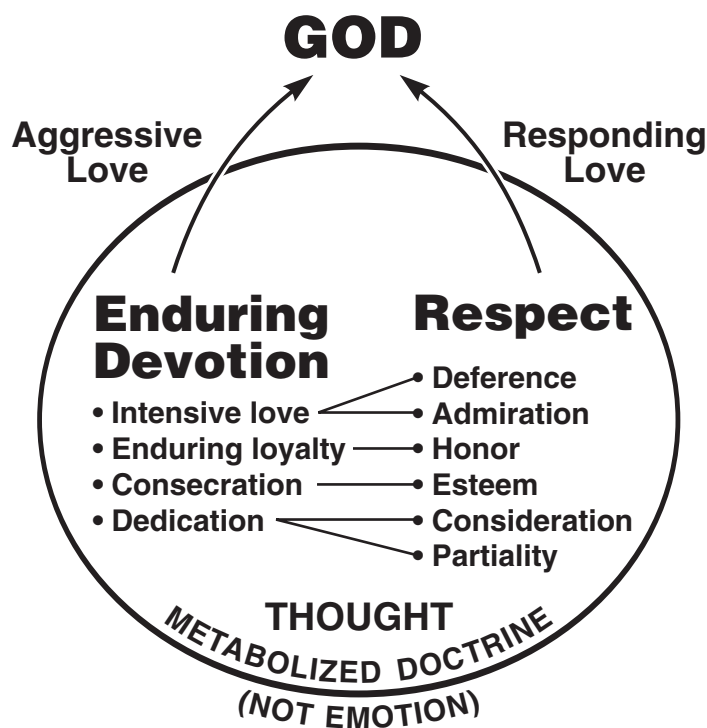 GOD
Aggressive
Love
Responding
Love
Enduring
Devotion
• Intensive love
• Enduring loyalty
• Consecration
• Dedication
Respect
• Deference
• Admiration
• Honor
• Esteem
• Consideration
• Partiality
THOUGHT
METABOLIZED DOCTRINE
(NOT EMOTION)